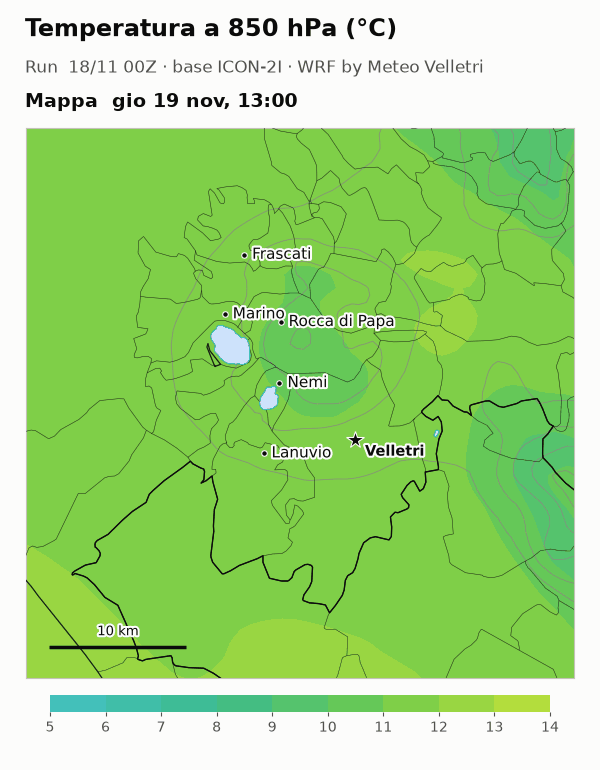 Temperatura a 850 hPa (°C)
Run  18/11 00Z · base ICON-2I · WRF by Meteo Velletri
Mappa  gio 19 nov, 13:00
Frascati
Marino
Rocca di Papa
Nemi
Velletri
Lanuvio
10 km
5 6 7 8 9 10 11 12 13 14